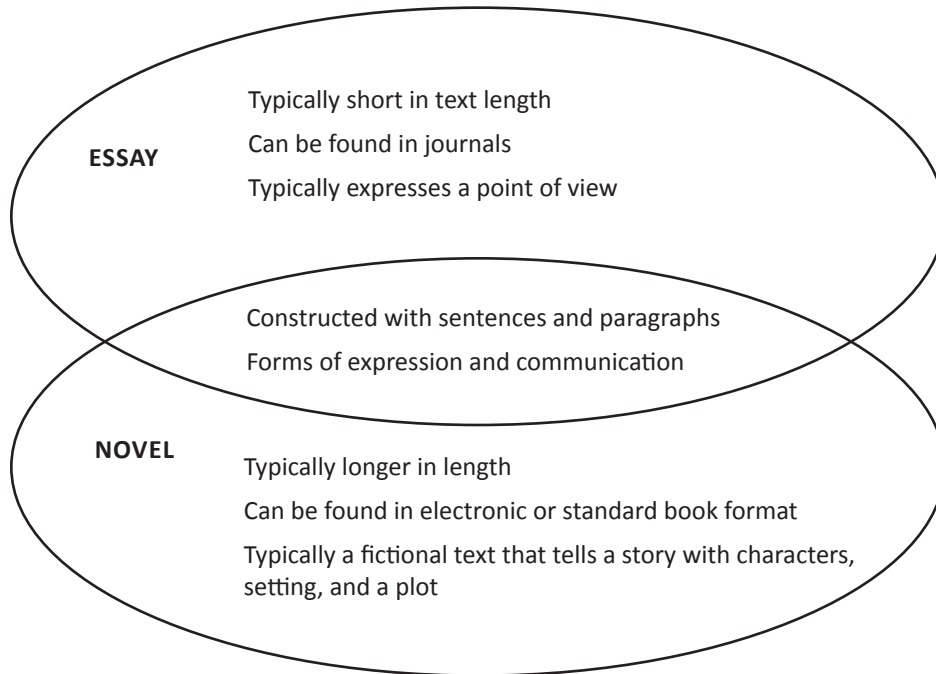 Typically short in text length
Can be found in journals
ESSAY
Typically expresses a point of view
Constructed with sentences and paragraphs
Forms of expression and communication
NOVEL
Typically longer in length
Can be found in electronic or standard book format
Typically a fictional text that tells a story with characters,
setting, and a plot